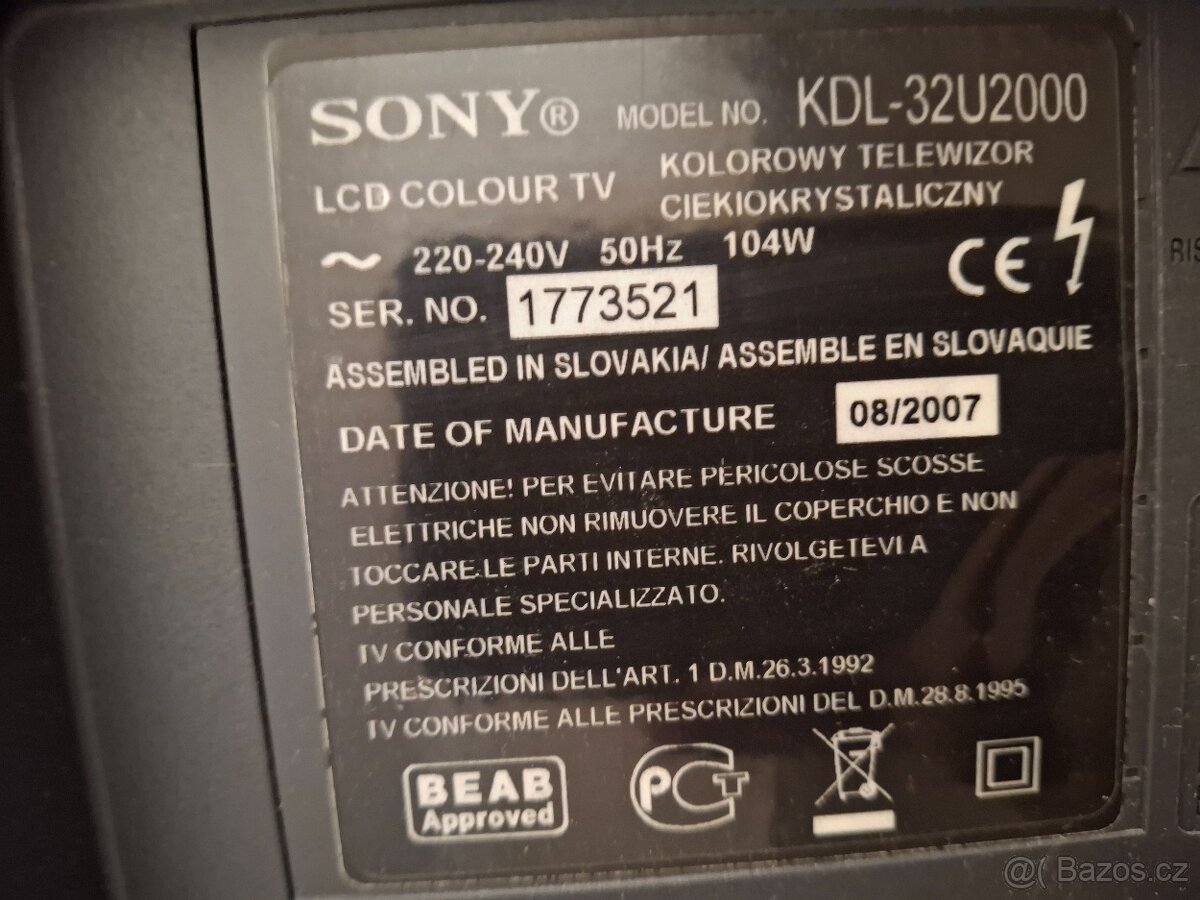 SONY® MODEL NO. KDL-32U2000
LCD COLOUR TV KOLOROWY TELEWIZOR
CIEKIOKRYSTALICZNY
~ 220-240V 50Hz 104W
CE
SER. NO. 1773521
ASSEMBLED IN SLOVAKIA/ ASSEMBLE EN SLOVAQUIE
DATE OF MANUFACTURE 08/2007
ATTENZIONE! PER EVITARE PERICOLOSE SCOSSE
ELETTRICHE NON RIMUOVERE IL COPERCHIO E NON
TOCCARE LE PARTI INTERNE. RIVOLGETEVI A
PERSONALE SPECIALIZZATO.
TV CONFORME ALLE
PRESCRIZIONI DELL'ART. 1 D.M.26.3.1992
TV CONFORME ALLE PRESCRIZIONI DEL D.M.28.8.1995
BEAB
Approved
PCT
@( Bazos.cz